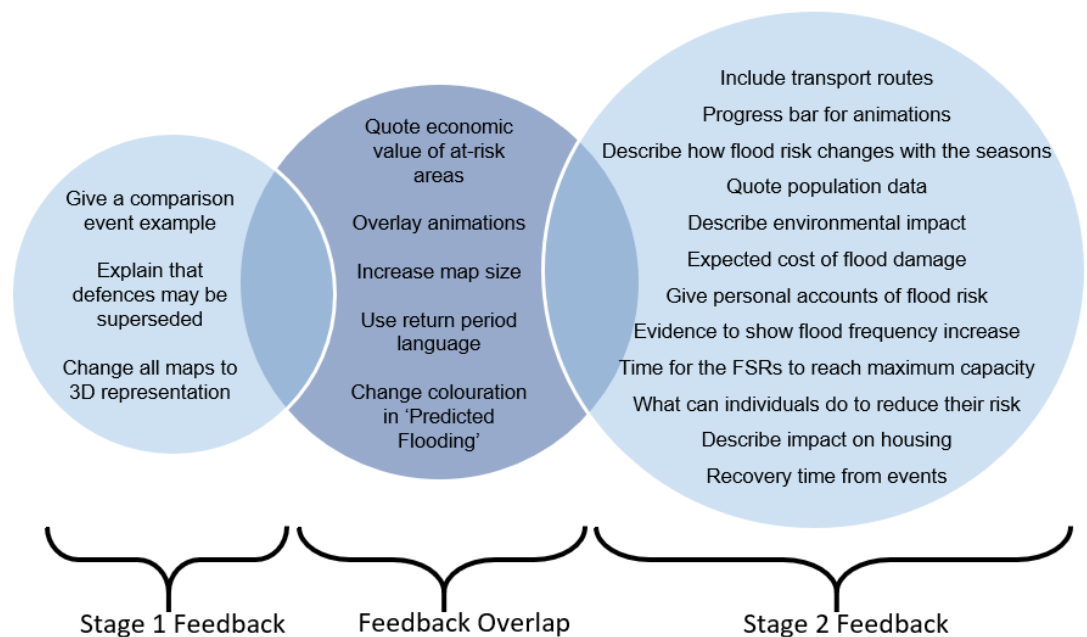 Give a comparison
event example
Explain that
defences may be
superseded
Change all maps to
3D representation
Quote economic
value of at-risk
areas
Overlay animations
Increase map size
Use return period
language
Change colouration
in ‘Predicted
Flooding’
Include transport routes
Progress bar for animations
Describe how flood risk changes with the seasons
Quote population data
Describe environmental impact
Expected cost of flood damage
Give personal accounts of flood risk
Evidence to show flood frequency increase
Time for the FSRs to reach maximum capacity
What can individuals do to reduce their risk
Describe impact on housing
Recovery time from events
Stage 1 Feedback
Feedback Overlap
Stage 2 Feedback